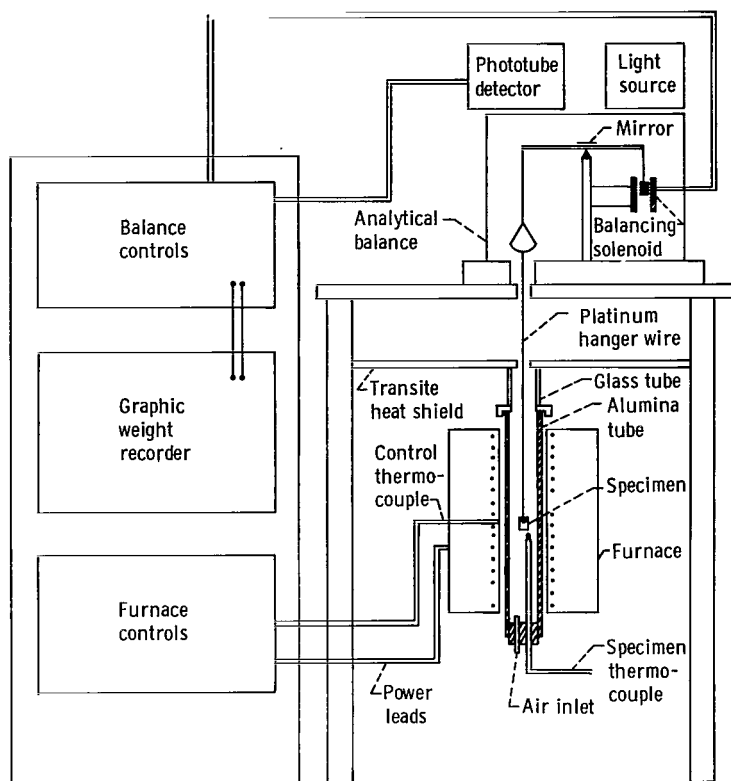 Phototube
detector
Light
source
Mirror
Balance
controls
Analytical
balance
Balancing
solenoid
Platinum
hanger wire
Graphic
weight
recorder
Transite
heat shield
Glass tube
Alumina
tube
Control
thermo-
couple
Specimen
Furnace
Furnace
controls
Power
leads
Air inlet
Specimen
thermo-
couple